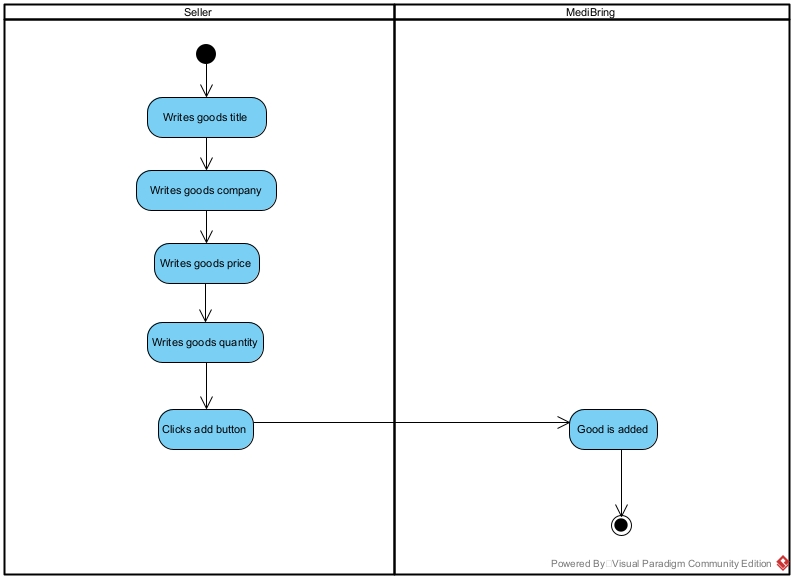 Seller
MediBring
Writes goods title
Writes goods company
Writes goods price
Writes goods quantity
Clicks add button
Good is added
Powered By Visual Paradigm Community Edition